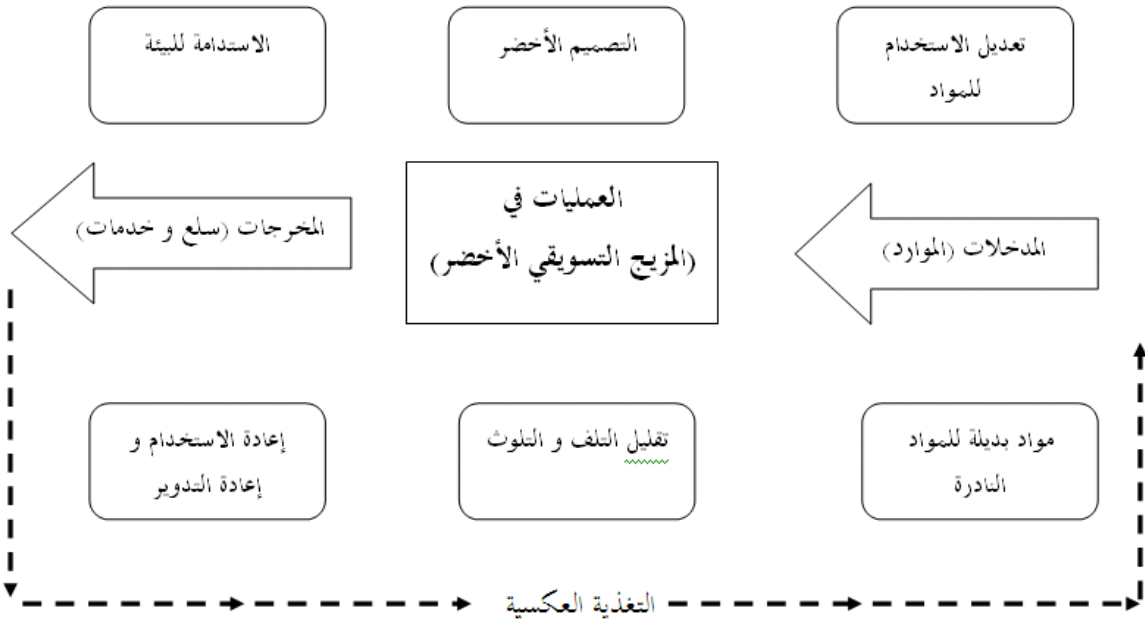 تعديل الاستخدام
للمواد
التصميم الأخضر
الاستدامة للبيئة
المدخلات (الموارد)
العمليات في
(المزيج التسويقي الأخضر)
المخرجات (سلع و خدمات)
مواد بديلة للمواد
النادرة
تقليل التلف و التلوث
إعادة الاستخدام و
إعادة التدوير
التغذية العكسية